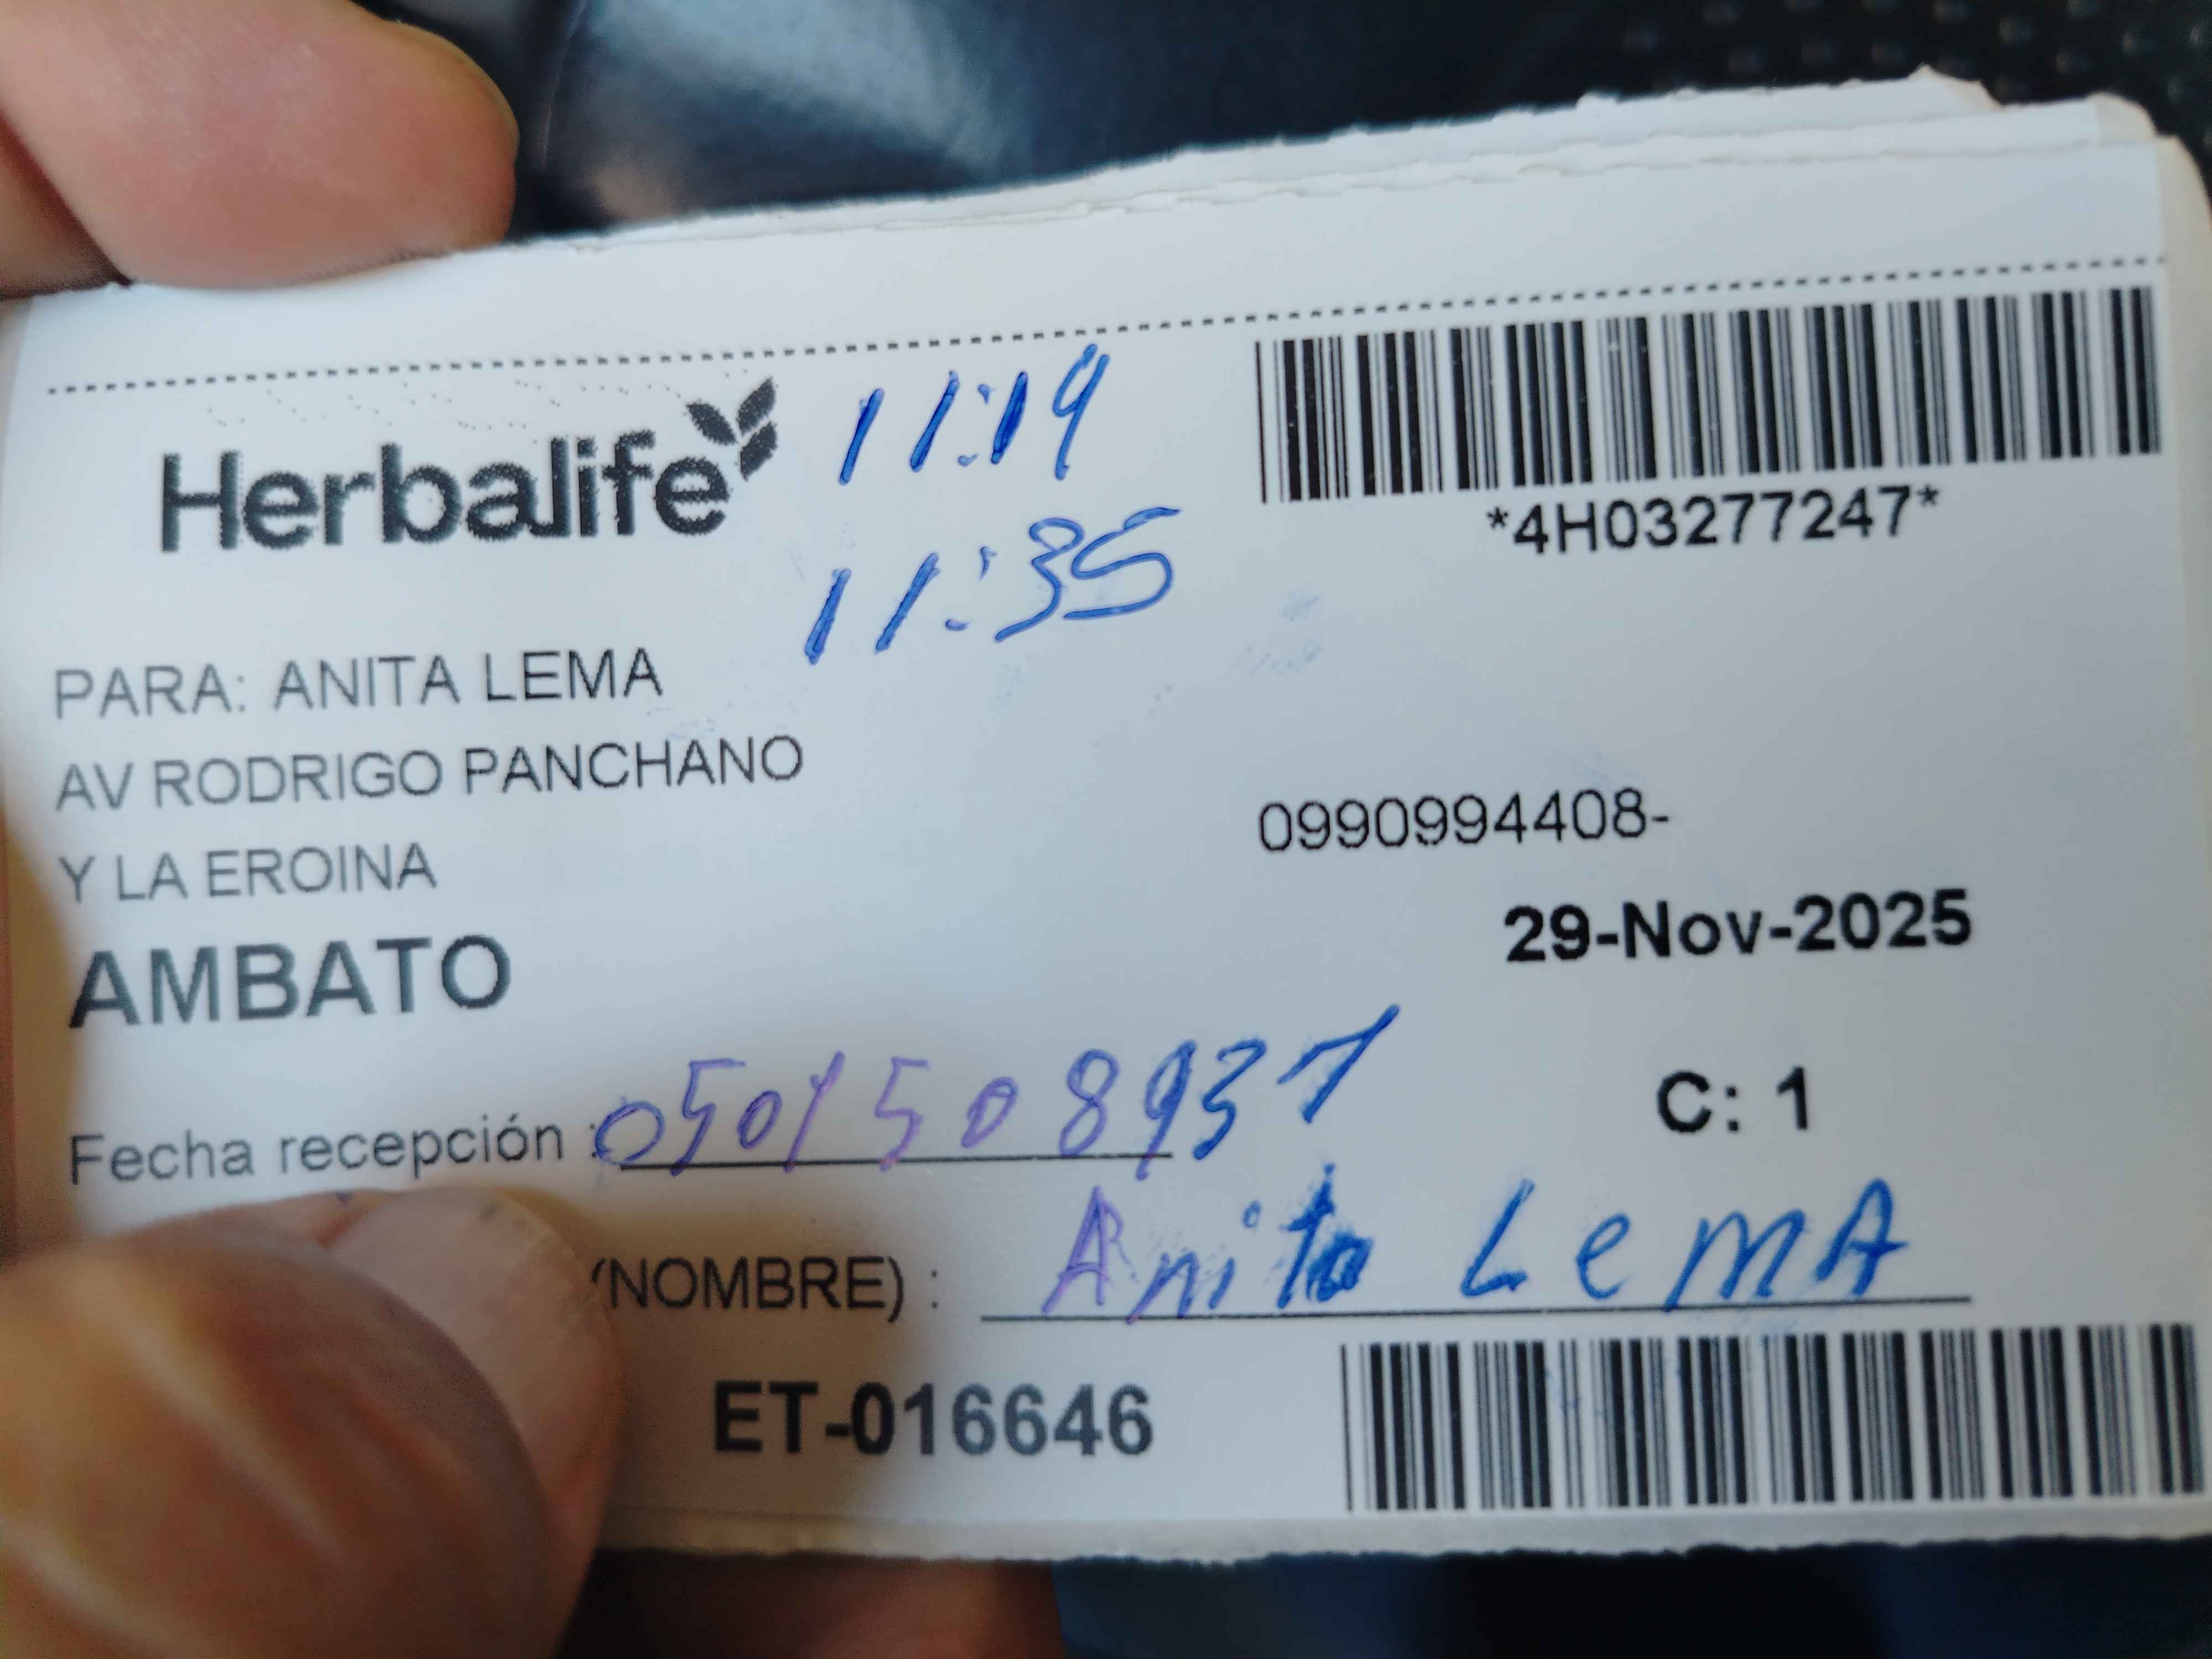 Herbalife 11:19
*4H03277247*
11:35
PARA: ANITA LEMA
AV RODRIGO PANCHANO
0990994408-
Y LA EROINA
29-Nov-2025
AMBATO
C: 1
Fecha recepción : 0501508937
(NOMBRE) : Anita LemA
ET-016646